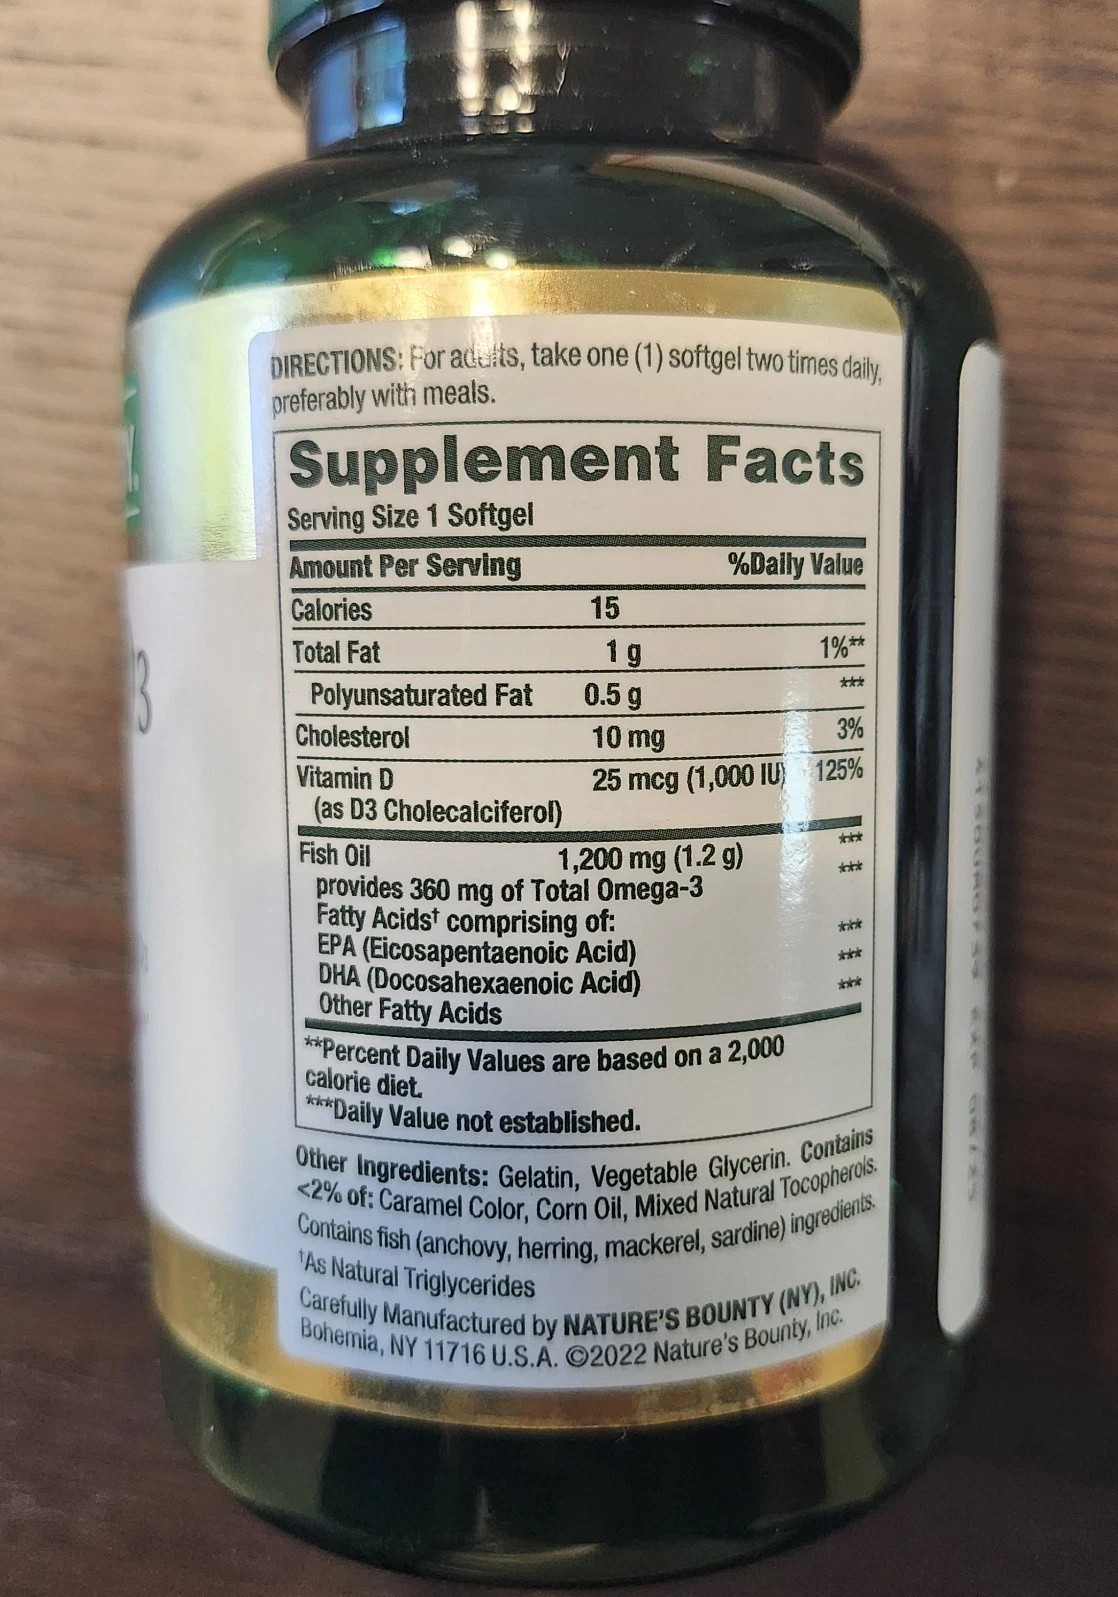 DIRECTIONS: For adults, take one (1) softgel two times daily,
preferably with meals.
Supplement Facts
Serving Size 1 Softgel
Amount Per Serving %Daily Value
Calories 15
Total Fat 1 g 1%**
Polyunsaturated Fat 0.5 g ***
Cholesterol 10 mg 3%
Vitamin D 25 mcg (1,000 IU) 125%
(as D3 Cholecalciferol)
Fish Oil 1,200 mg (1.2 g) ***
provides 360 mg of Total Omega-3 ***
Fatty Acids† comprising of:
EPA (Eicosapentaenoic Acid) ***
DHA (Docosahexaenoic Acid) ***
Other Fatty Acids ***
**Percent Daily Values are based on a 2,000
calorie diet.
***Daily Value not established.
Other Ingredients: Gelatin, Vegetable Glycerin. Contains
<2% of: Caramel Color, Corn Oil, Mixed Natural Tocopherols.
Contains fish (anchovy, herring, mackerel, sardine) ingredients.
†As Natural Triglycerides
Carefully Manufactured by NATURE'S BOUNTY (NY), INC.
Bohemia, NY 11716 U.S.A. ©2022 Nature's Bounty, Inc.